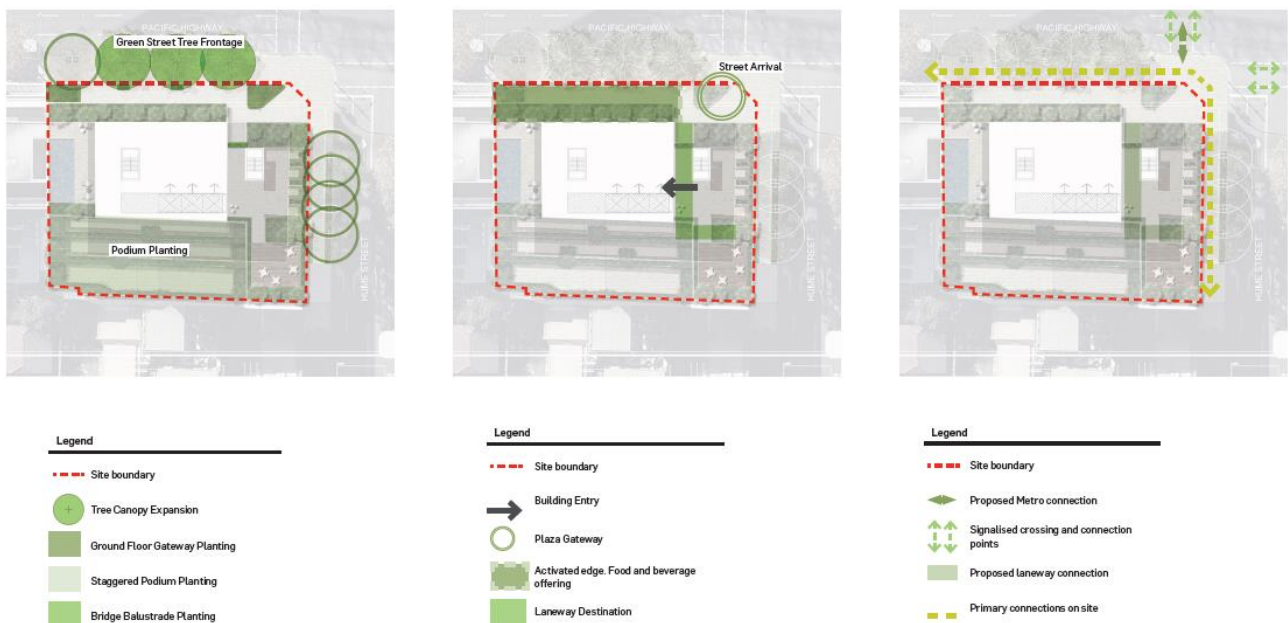 PACIFIC HIGHWAY
Green Street Tree Frontage
Podium Planting
HUME STREET
Legend
Site boundary
Tree Canopy Expansion
Ground Floor Gateway Planting
Staggered Podium Planting
Bridge Balustrade Planting
PACIFIC HIGHWAY
Street Arrival
HUME STREET
Legend
Site boundary
Building Entry
Plaza Gateway
Activated edge. Food and beverage
offering
Laneway Destination
PACIFIC HIGHWAY
HUME STREET
Legend
Site boundary
Proposed Metro connection
Signalised crossing and connection
points
Proposed laneway connection
Primary connections on site